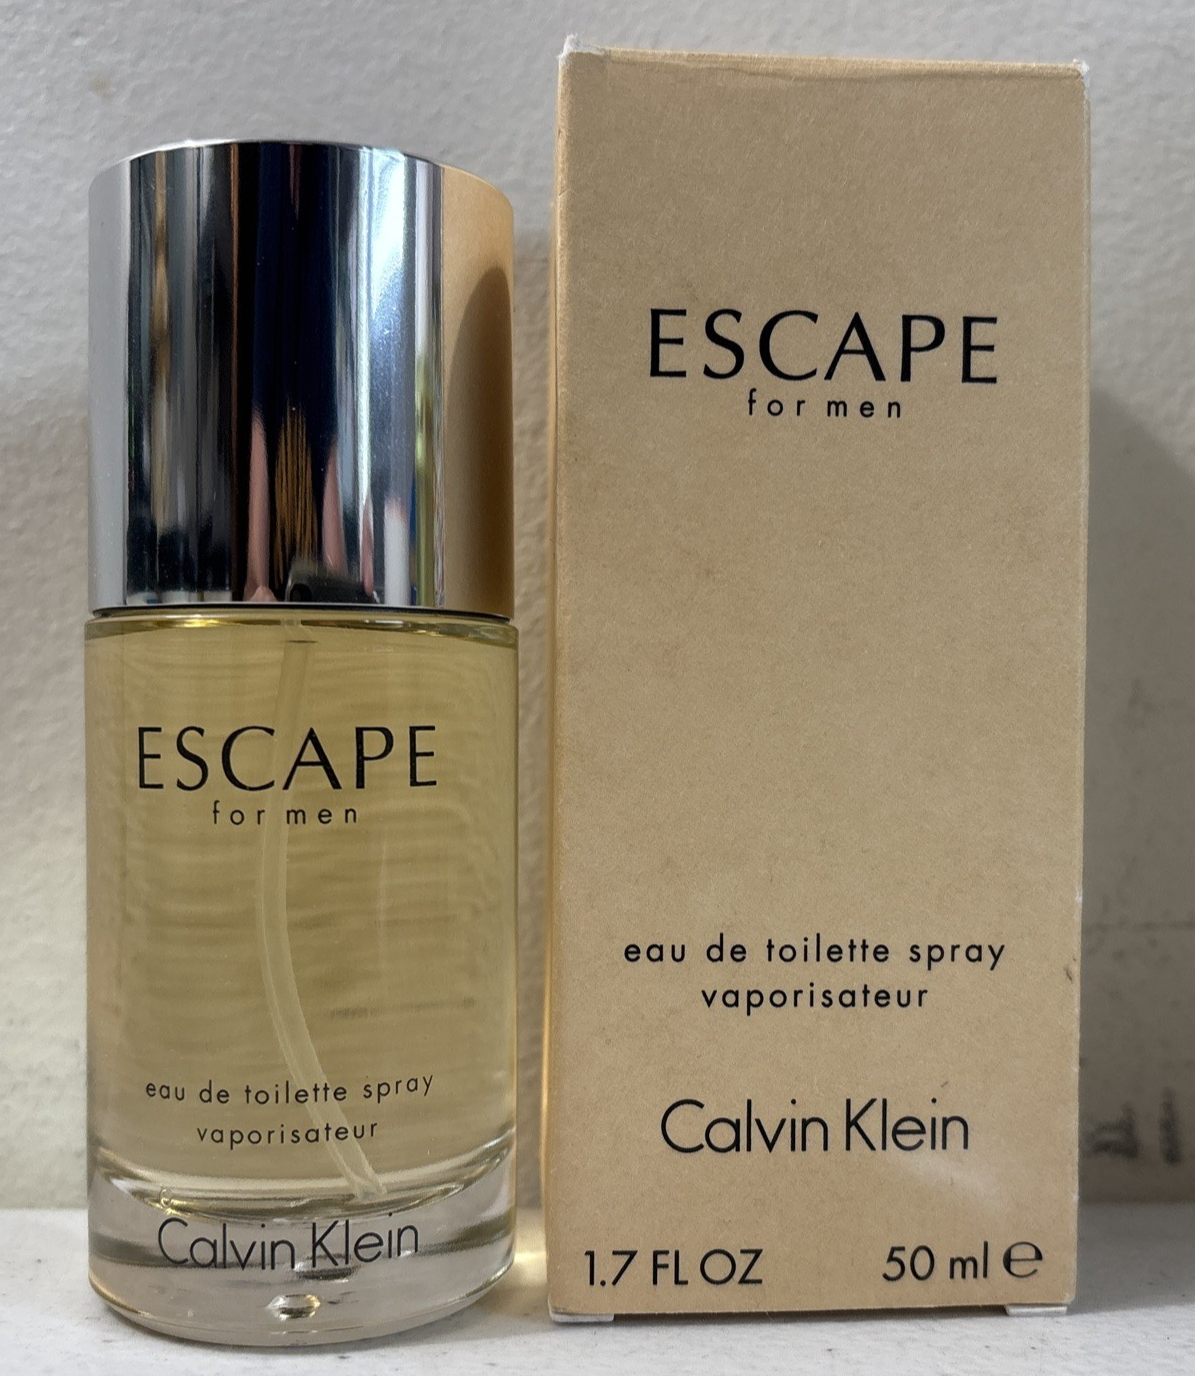 ESCAPE
for men
eau de toilette spray
vaporisateur
Calvin Klein
ESCAPE
for men
eau de toilette spray
vaporisateur
Calvin Klein
1.7 FL OZ 50 ml ℮